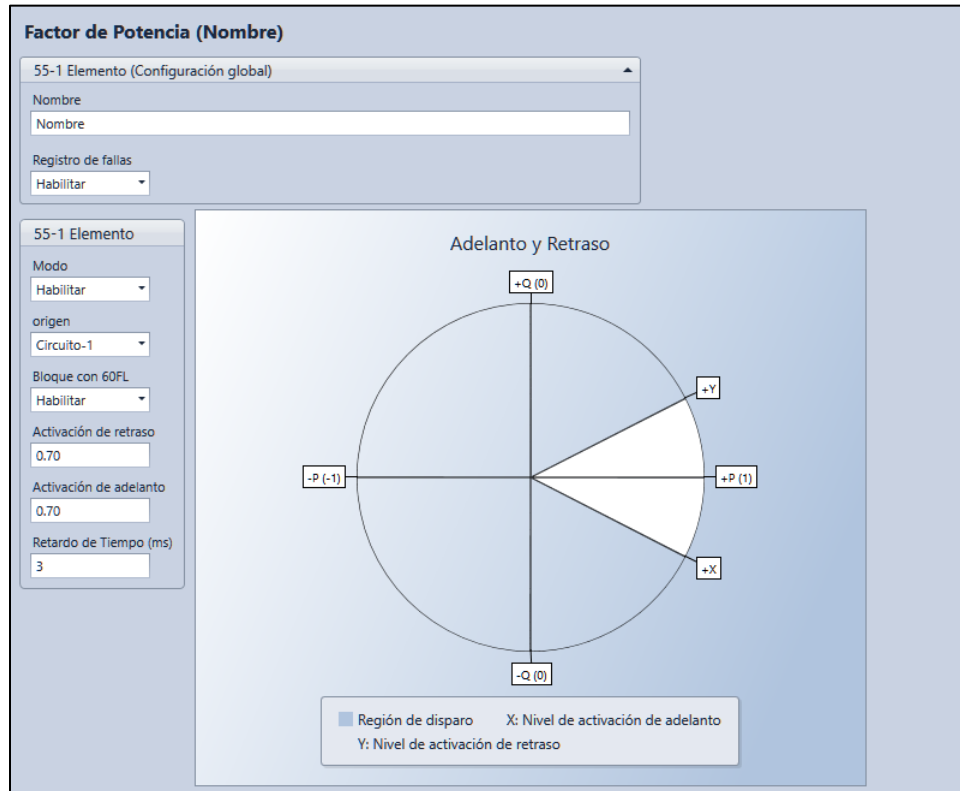 Factor de Potencia (Nombre)
55-1 Elemento (Configuración global)
Nombre
Nombre
Registro de fallas
Habilitar
55-1 Elemento
Modo
Habilitar
origen
Circuito-1
Bloque con 60FL
Habilitar
Activación de retraso
0.70
Activación de adelanto
0.70
Retardo de Tiempo (ms)
3
Adelanto y Retraso
+Q (0)
+Y
-P (-1)
+P (1)
+X
-Q (0)
Región de disparo X: Nivel de activación de adelanto
Y: Nivel de activación de retraso